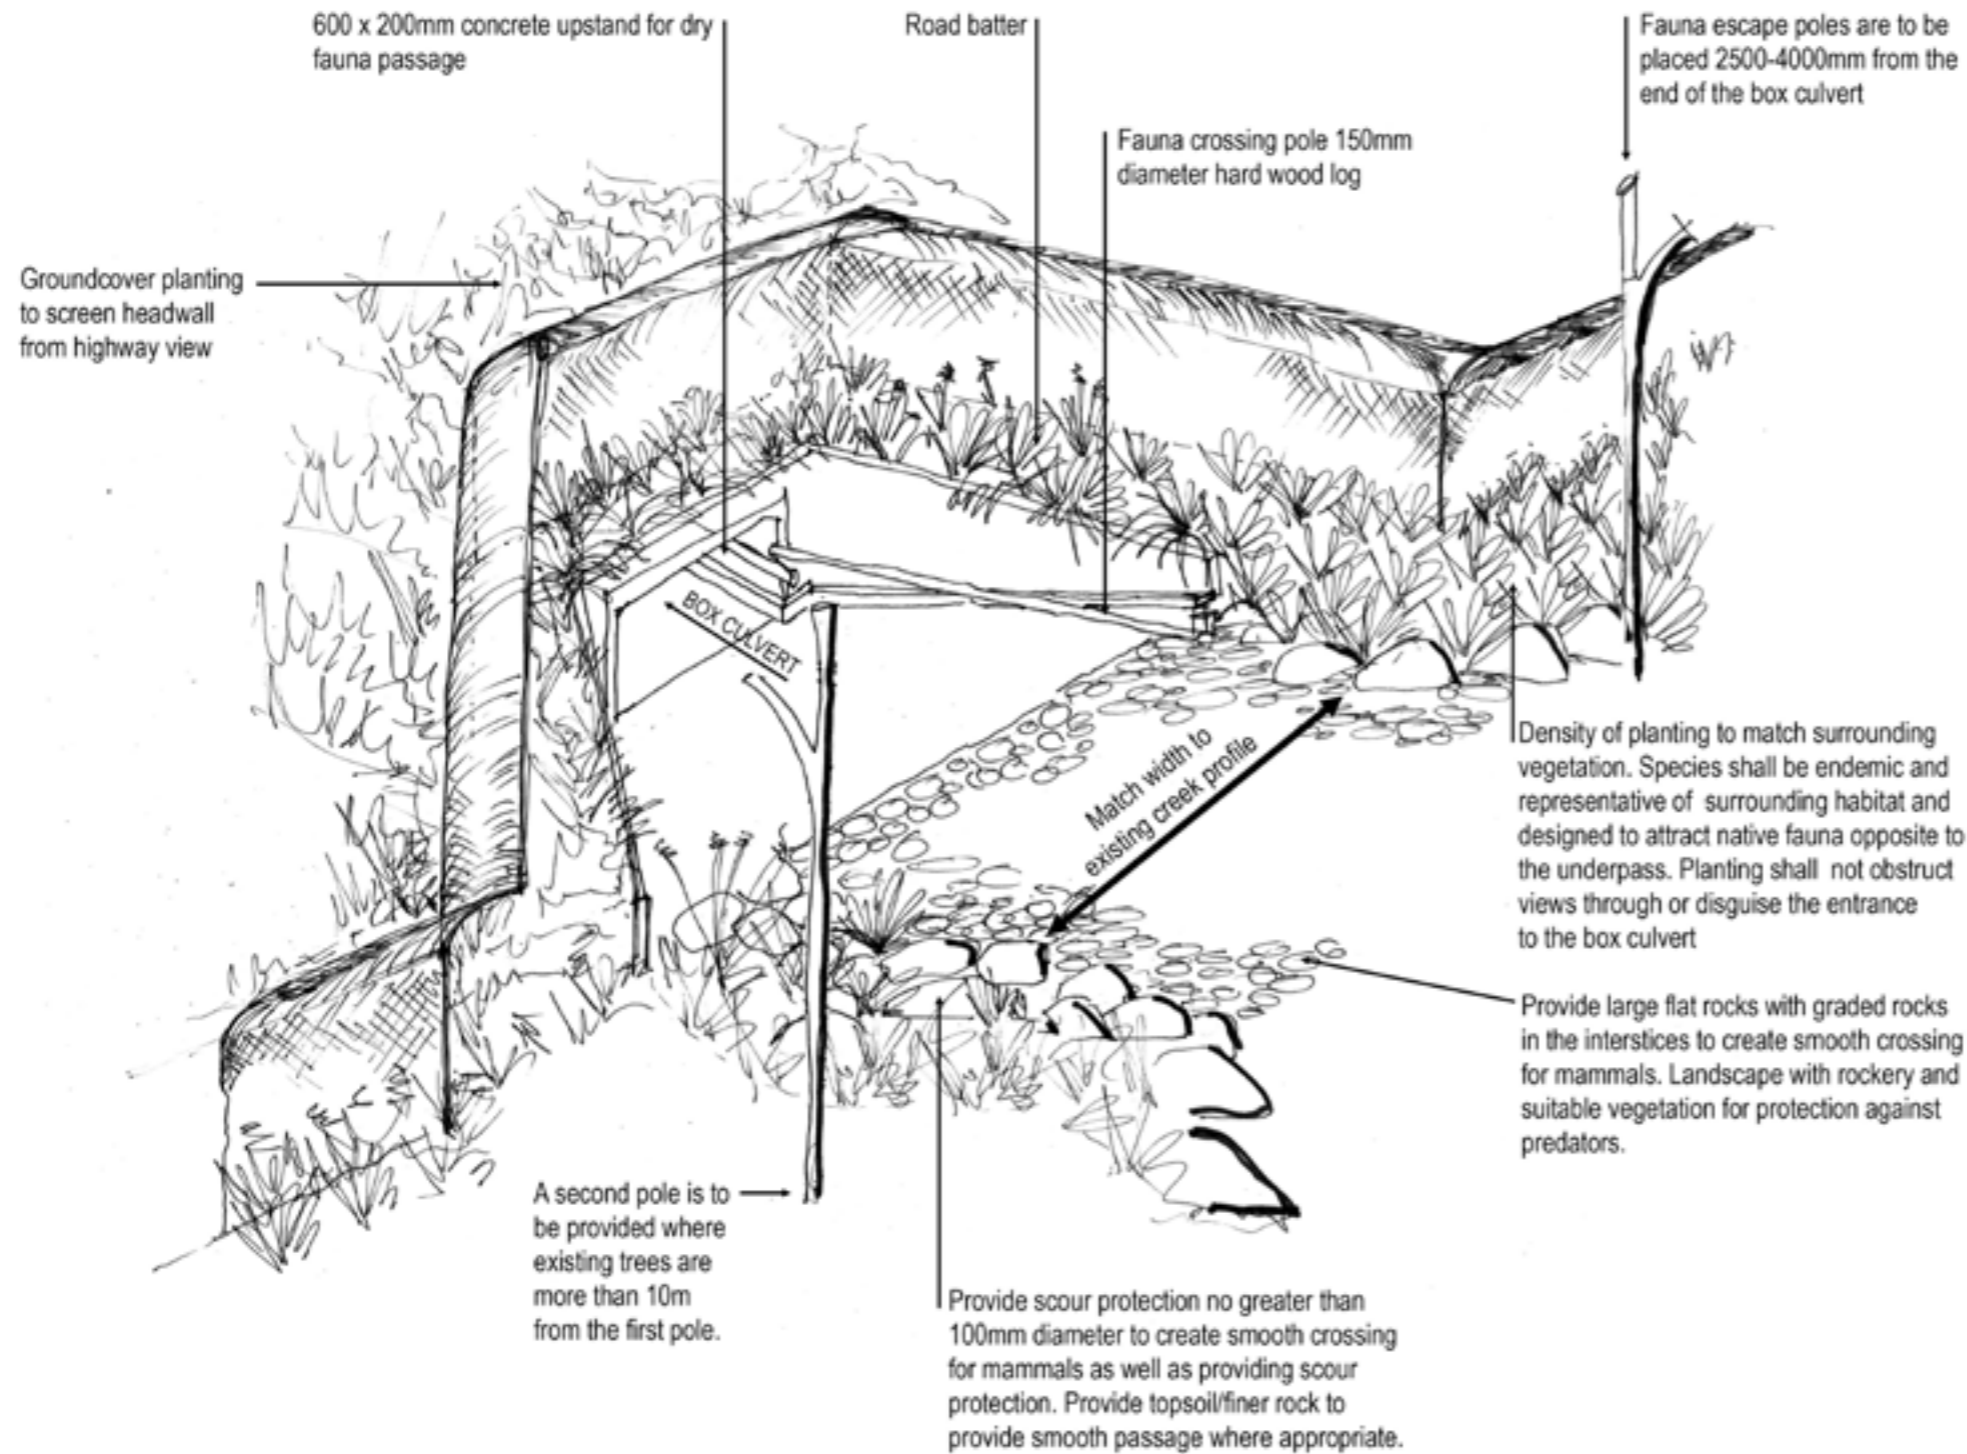 600 x 200mm concrete upstand for dry
fauna passage
Road batter
Fauna escape poles are to be
placed 2500-4000mm from the
end of the box culvert
Fauna crossing pole 150mm
diameter hard wood log
Groundcover planting
to screen headwall
from highway view
BOX CULVERT
Match width to
existing creek profile
Density of planting to match surrounding
vegetation. Species shall be endemic and
representative of surrounding habitat and
designed to attract native fauna opposite to
the underpass. Planting shall not obstruct
views through or disguise the entrance
to the box culvert
Provide large flat rocks with graded rocks
in the interstices to create smooth crossing
for mammals. Landscape with rockery and
suitable vegetation for protection against
predators.
A second pole is to
be provided where
existing trees are
more than 10m
from the first pole.
Provide scour protection no greater than
100mm diameter to create smooth crossing
for mammals as well as providing scour
protection. Provide topsoil/finer rock to
provide smooth passage where appropriate.